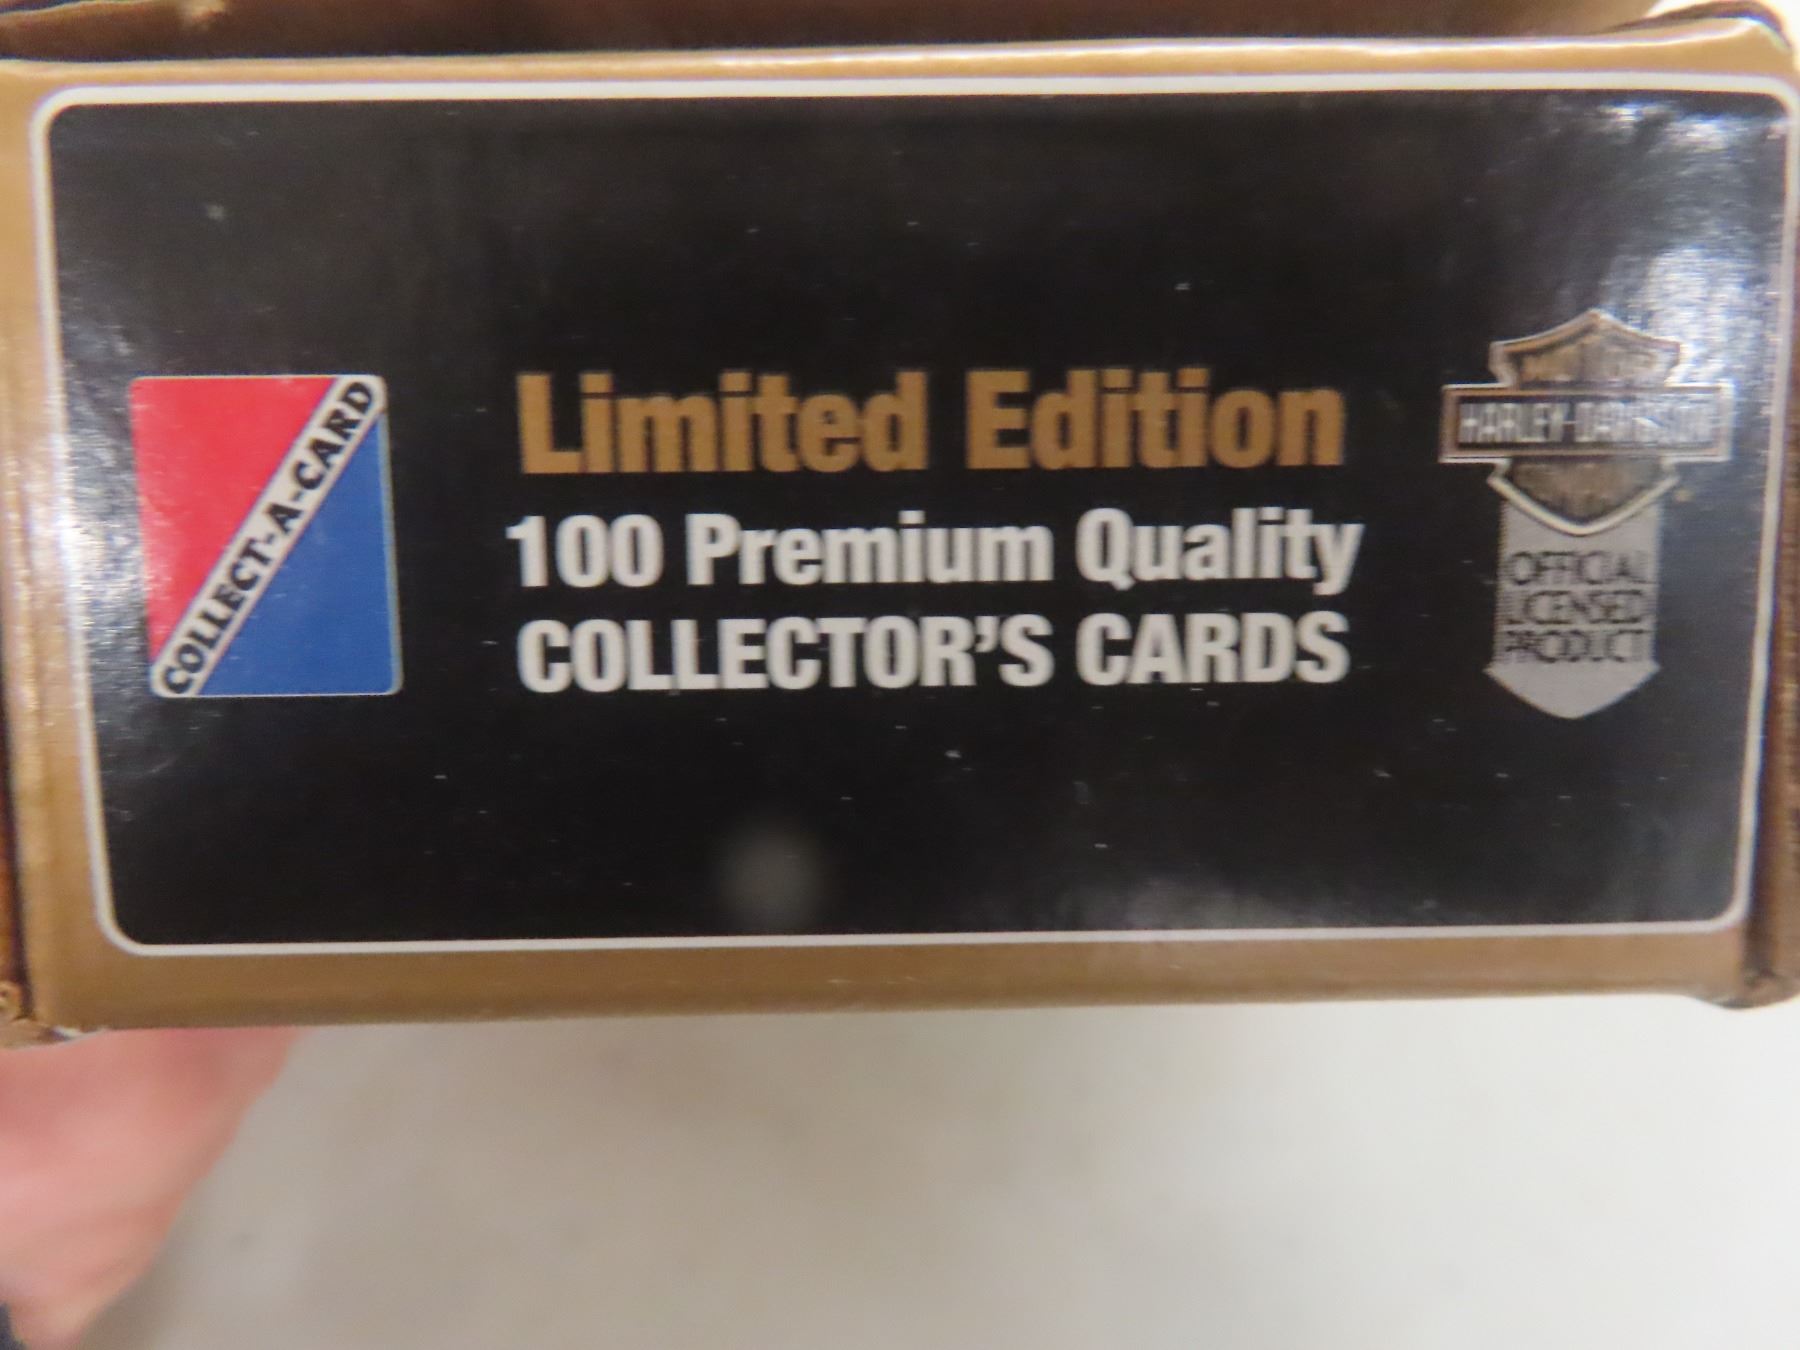 COLLECT-A-CARD
Limited Edition
100 Premium Quality
COLLECTOR'S CARDS
HARLEY-DAVIDSON
OFFICIAL
LICENSED
PRODUCT